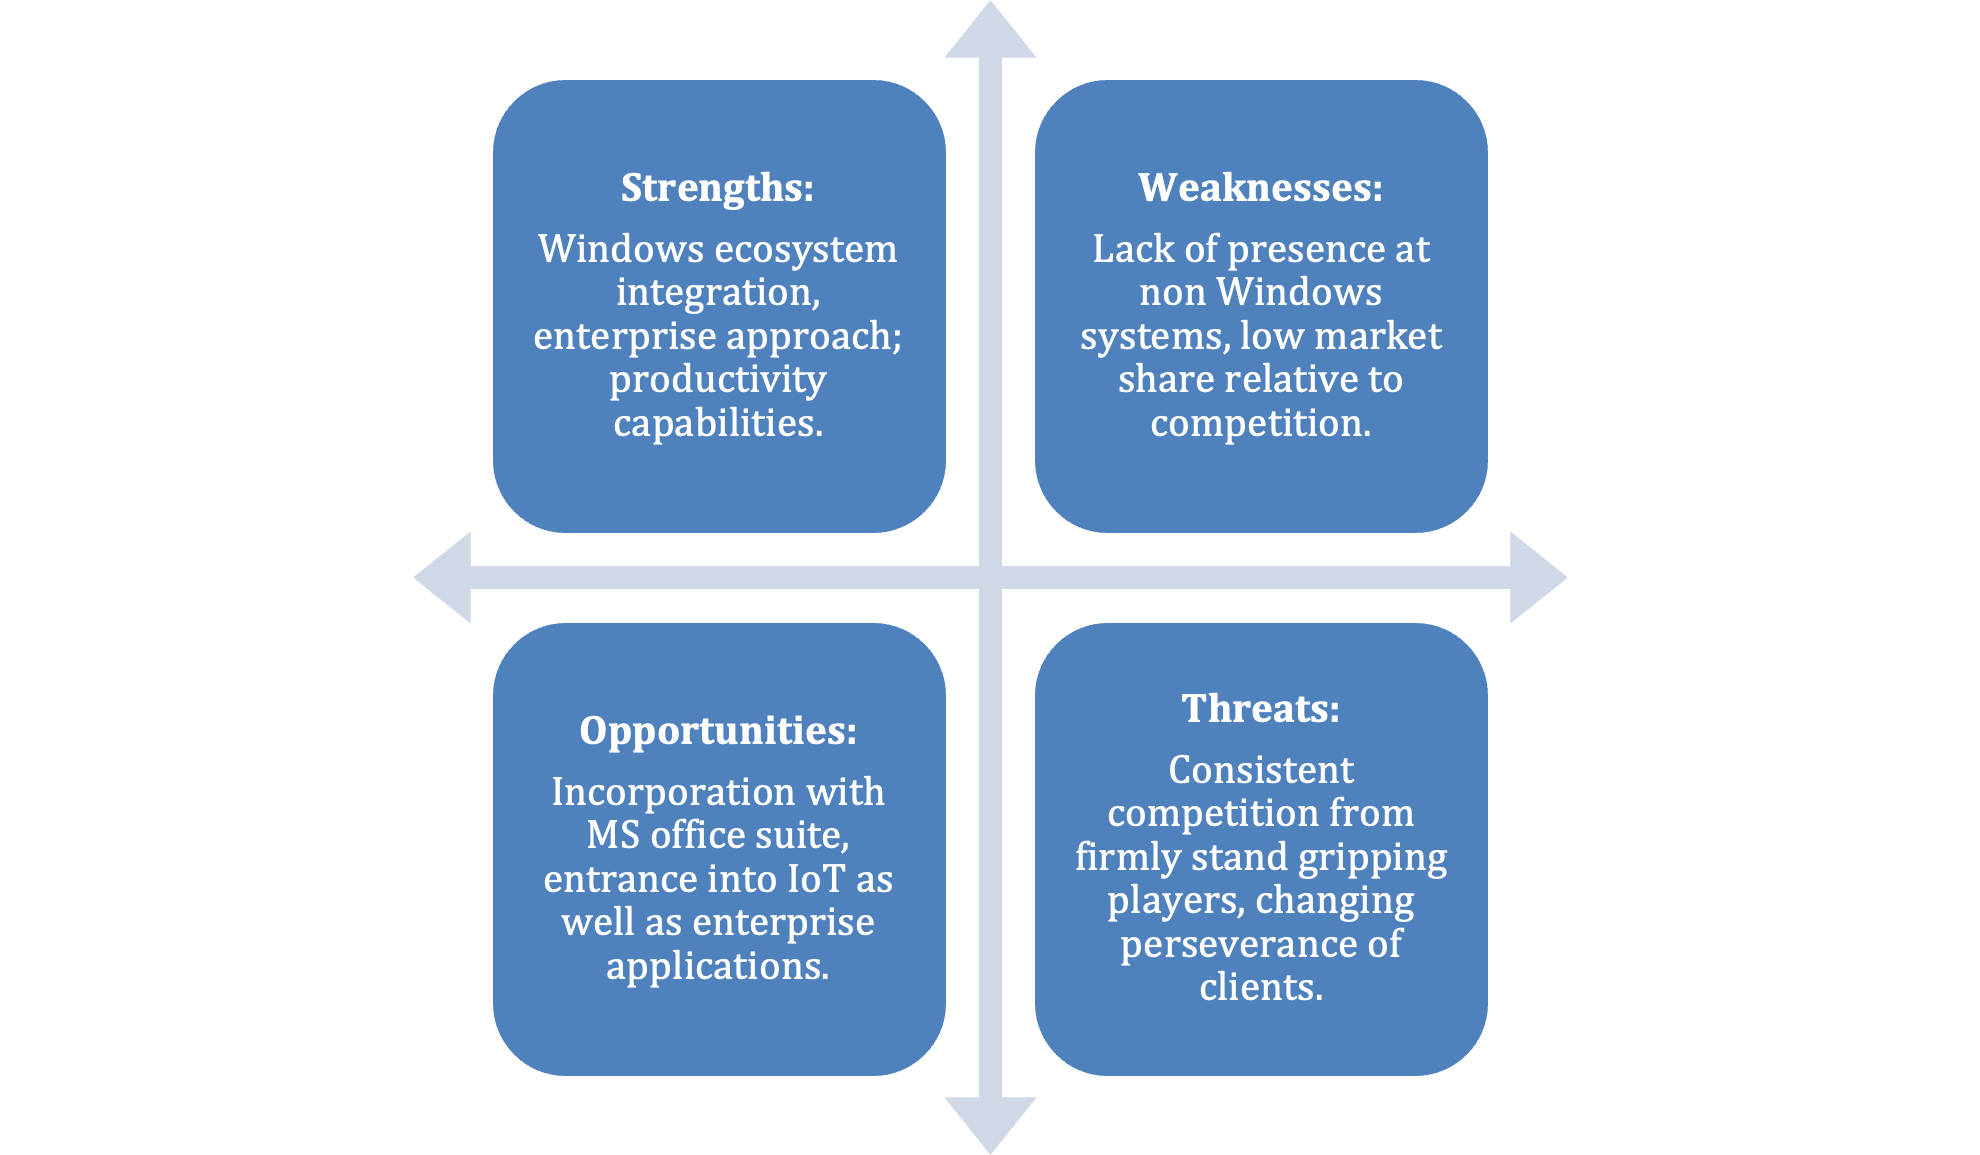 Strengths:
Windows ecosystem
integration,
enterprise approach;
productivity
capabilities.
Weaknesses:
Lack of presence at
non Windows
systems, low market
share relative to
competition.
Opportunities:
Incorporation with
MS office suite,
entrance into IoT as
well as enterprise
applications.
Threats:
Consistent
competition from
firmly stand gripping
players, changing
perseverance of
clients.